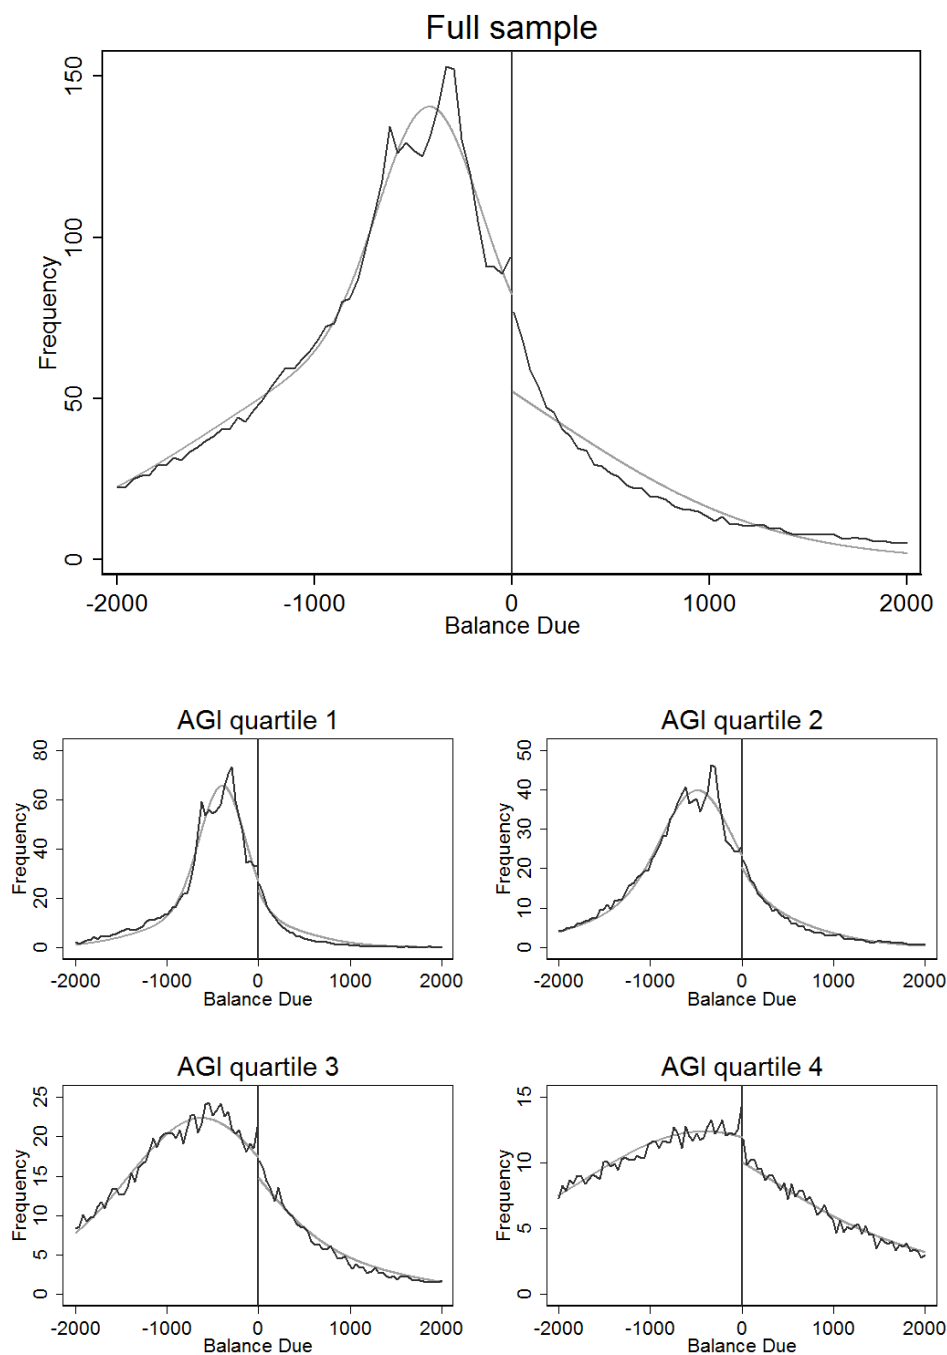 Full sample
Frequency
150
100
50
0
-2000 -1000 0 1000 2000
Balance Due
AGI quartile 1
Frequency
80
60
40
20
0
-2000 -1000 0 1000 2000
Balance Due
AGI quartile 2
Frequency
50
40
30
20
10
0
-2000 -1000 0 1000 2000
Balance Due
AGI quartile 3
Frequency
25
20
15
10
5
0
-2000 -1000 0 1000 2000
Balance Due
AGI quartile 4
Frequency
15
10
5
0
-2000 -1000 0 1000 2000
Balance Due